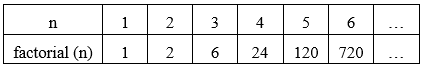 n 1 2 3 4 5 6 …
factorial (n) 1 2 6 24 120 720 …